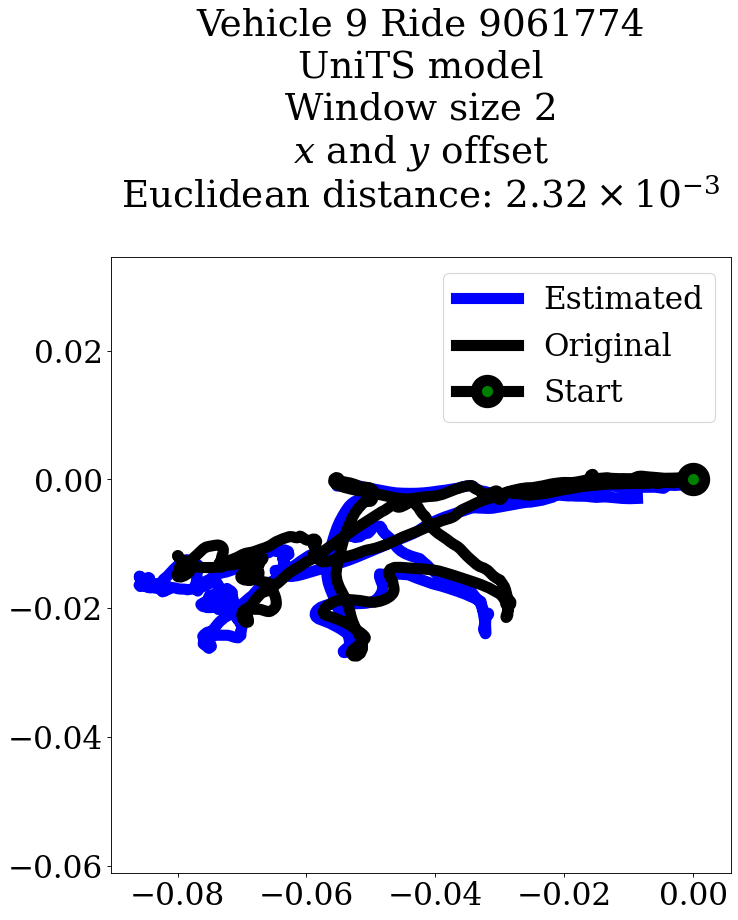 Vehicle 9 Ride 9061774
UniTS model
Window size 2
x and y offset
Euclidean distance: 2.32 × 10⁻³
Estimated
Original
Start
0.02
0.00
−0.02
−0.04
−0.06
−0.08 −0.06 −0.04 −0.02 0.00